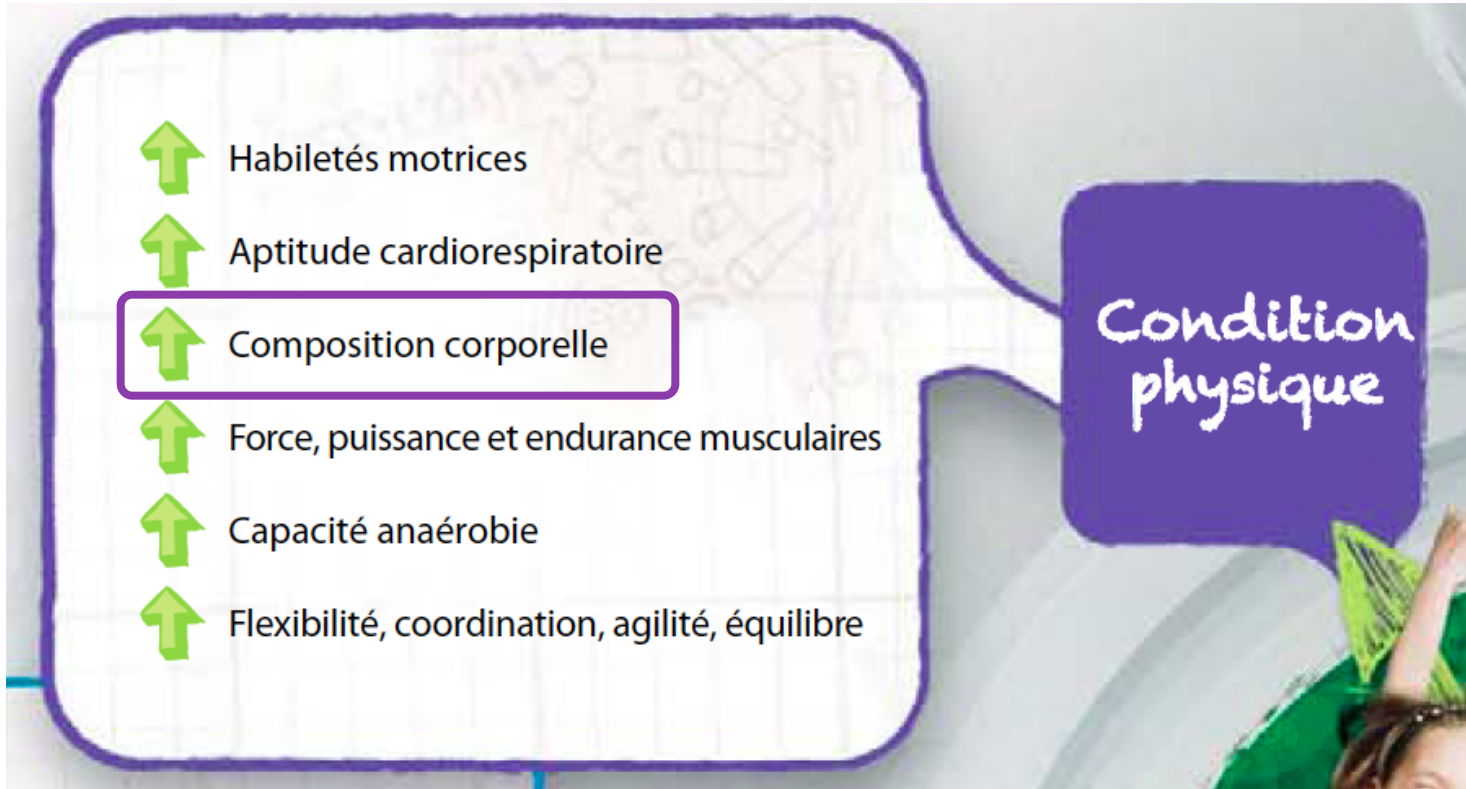 Habiletés motrices
Aptitude cardiorespiratoire
Composition corporelle
Force, puissance et endurance musculaires
Capacité anaérobie
Flexibilité, coordination, agilité, équilibre
Condition
physique